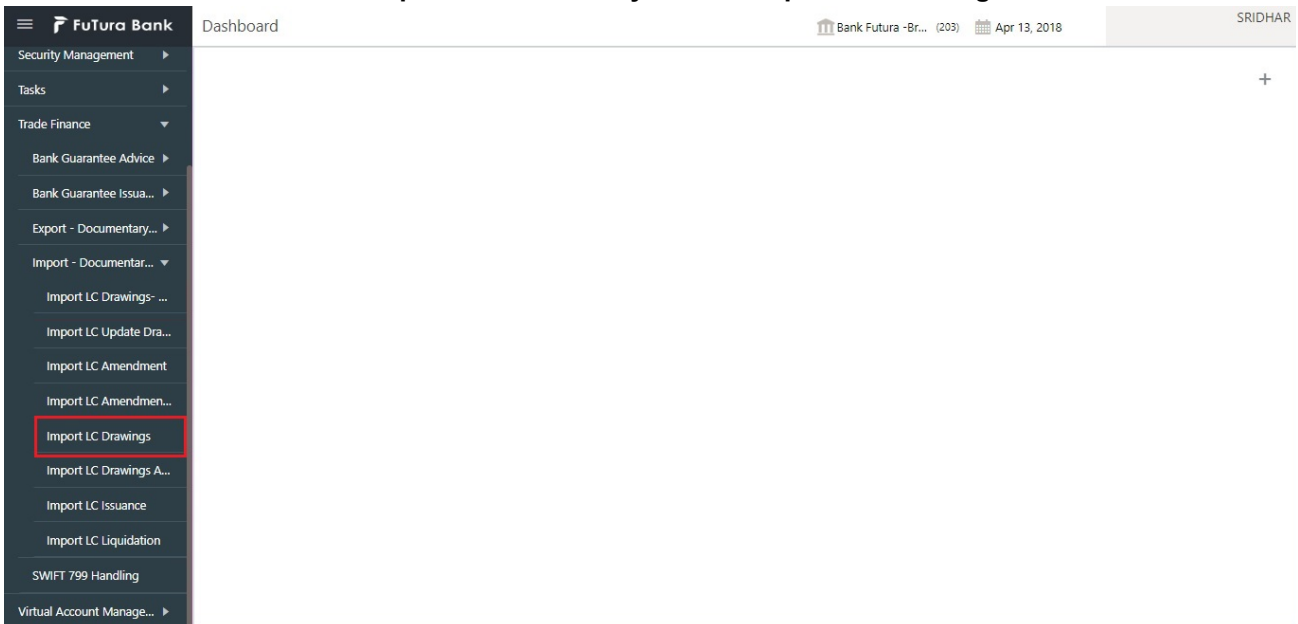 FuTura Bank
Dashboard
Bank Futura -Br... (203)
Apr 13, 2018
SRIDHAR
Security Management
Tasks
Trade Finance
Bank Guarantee Advice
Bank Guarantee Issua...
Export - Documentary...
Import - Documentar...
Import LC Drawings- ...
Import LC Update Dra...
Import LC Amendment
Import LC Amendmen...
Import LC Drawings
Import LC Drawings A...
Import LC Issuance
Import LC Liquidation
SWIFT 799 Handling
Virtual Account Manage...